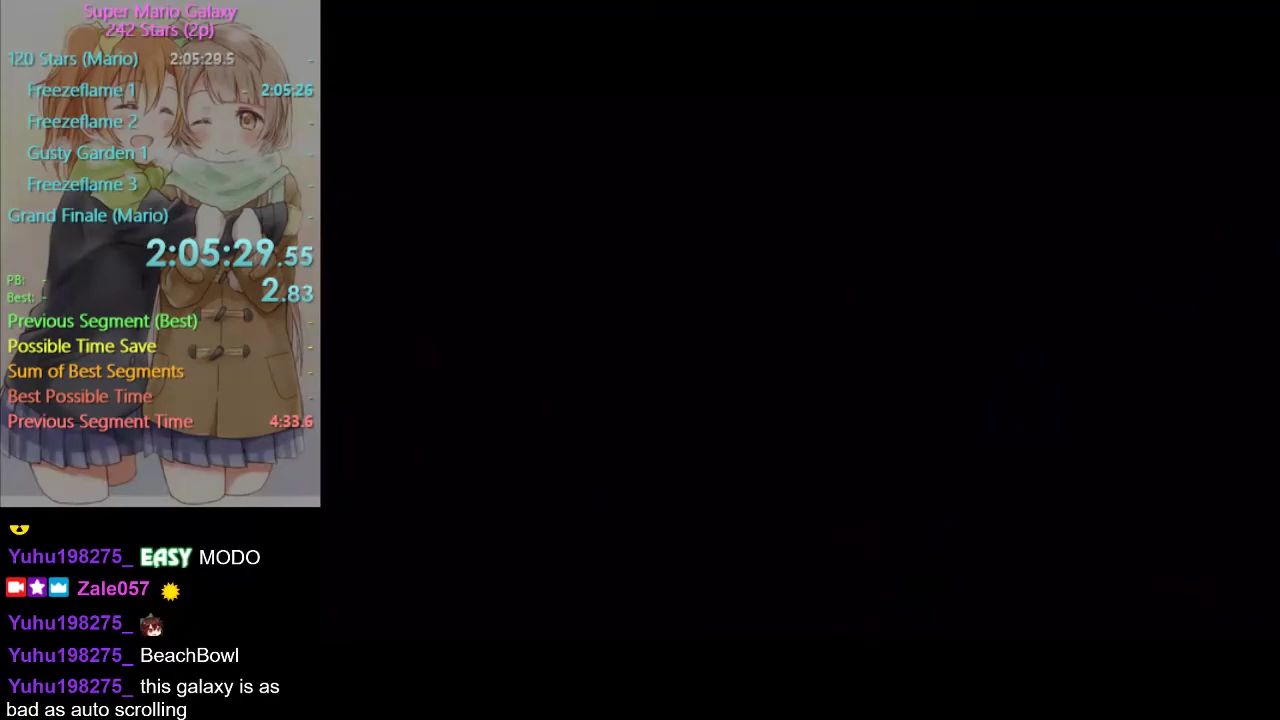 Super Mario Galaxy
242 Stars (2p)
120 Stars (Mario) 2:05:29.5 -
Freezeflame 1 - 2:05:26
Freezeflame 2 -
Gusty Garden 1 -
Freezeflame 3 -
Grand Finale (Mario) -
2:05:29.55
PB: -
Best: - 2.83
Previous Segment (Best) -
Possible Time Save -
Sum of Best Segments -
Best Possible Time -
Previous Segment Time 4:33.6
Yuhu198275_ EASY MODO
Zale057
Yuhu198275_
Yuhu198275_ BeachBowl
Yuhu198275_ this galaxy is as
bad as auto scrolling